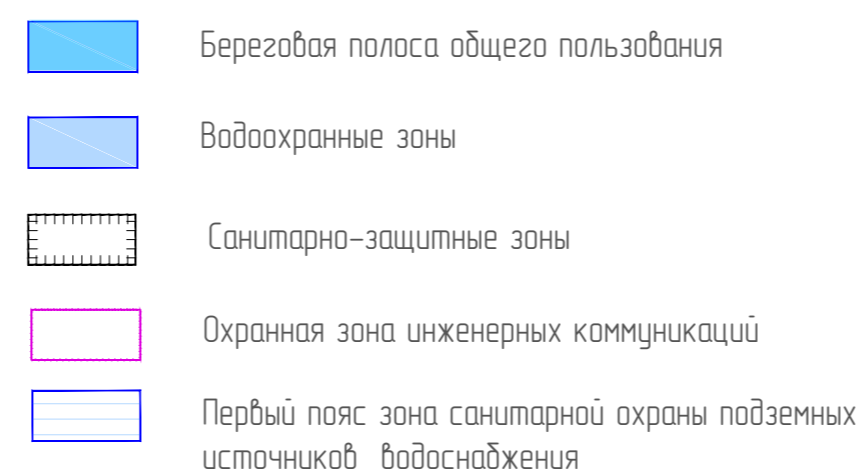 Береговая полоса общего пользования
Водоохранные зоны
Санитарно-защитные зоны
Охранная зона инженерных коммуникаций
Первый пояс зона санитарной охраны подземных
источников водоснабжения